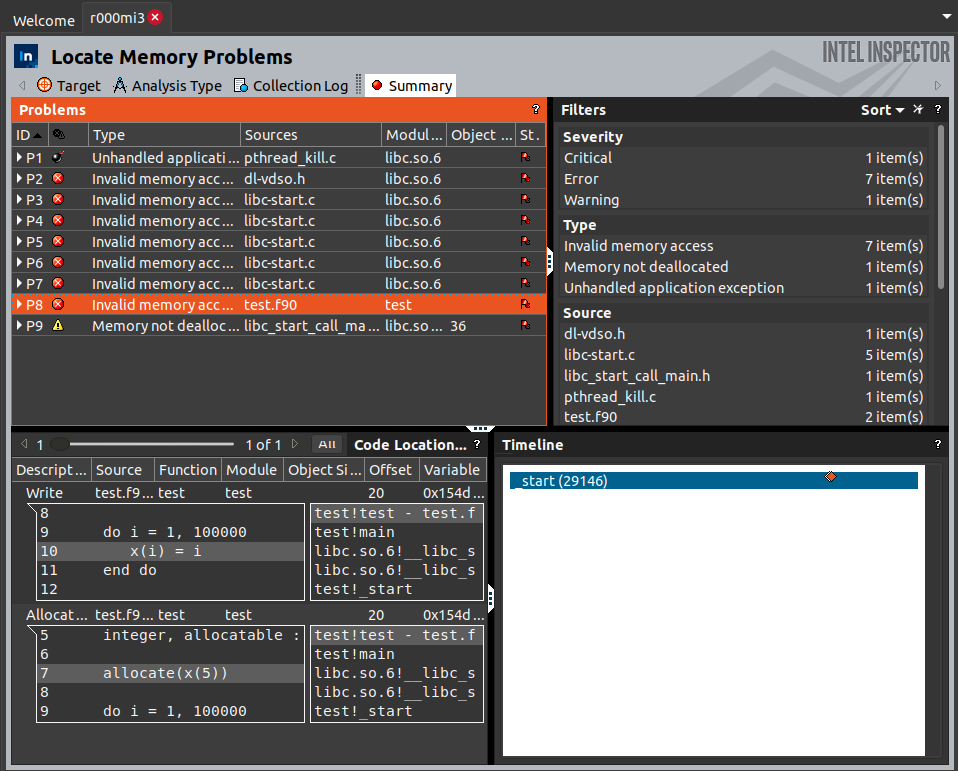 Welcome r000mi3
in Locate Memory Problems INTEL INSPECTOR
Target Analysis Type Collection Log Summary
Problems ?
ID Type Sources Modul... Object ... St.
P1 Unhandled applicati... pthread_kill.c libc.so.6
P2 Invalid memory acc... dl-vdso.h libc.so.6
P3 Invalid memory acc... libc-start.c libc.so.6
P4 Invalid memory acc... libc-start.c libc.so.6
P5 Invalid memory acc... libc-start.c libc.so.6
P6 Invalid memory acc... libc-start.c libc.so.6
P7 Invalid memory acc... libc-start.c libc.so.6
P8 Invalid memory acc... test.f90 test
P9 Memory not dealloc... libc_start_call_ma... libc.so... 36
Filters Sort ?
Severity
Critical 1 item(s)
Error 7 item(s)
Warning 1 item(s)
Type
Invalid memory access 7 item(s)
Memory not deallocated 1 item(s)
Unhandled application exception 1 item(s)
Source
dl-vdso.h 1 item(s)
libc-start.c 5 item(s)
libc_start_call_main.h 1 item(s)
pthread_kill.c 1 item(s)
test.f90 2 item(s)
1 1 of 1 All Code Location... ?
Descript... Source Function Module Object Si... Offset Variable
Write test.f9... test test 20 0x154d...
8 test!test - test.f
9 do i = 1, 100000 test!main
10 x(i) = i libc.so.6!__libc_s
11 end do libc.so.6!__libc_s
12 test!_start
Allocat... test.f9... test test 20 0x154d...
5 integer, allocatable : test!test - test.f
6 test!main
7 allocate(x(5)) libc.so.6!__libc_s
8 libc.so.6!__libc_s
9 do i = 1, 100000 test!_start
Timeline ?
_start (29146)